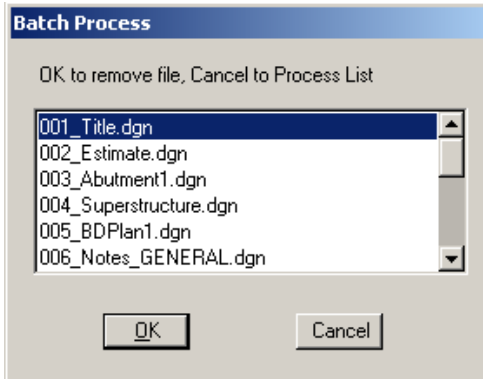 Batch Process
OK to remove file, Cancel to Process List
001_Title.dgn
002_Estimate.dgn
003_Abutment1.dgn
004_Superstructure.dgn
005_BDPlan1.dgn
006_Notes_GENERAL.dgn
OK Cancel